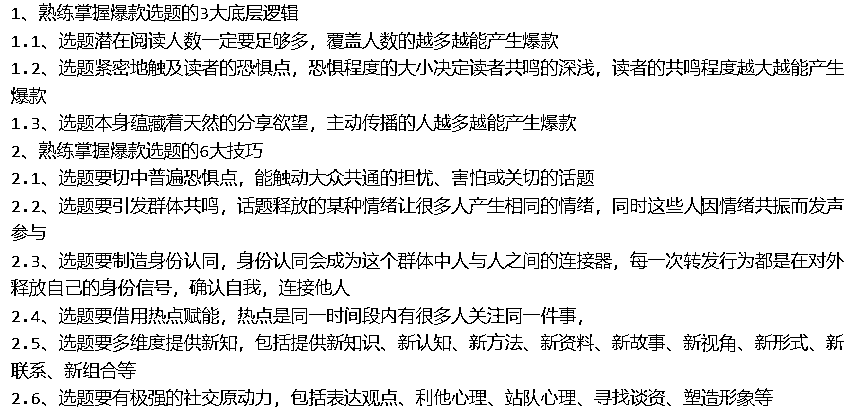 1、熟练掌握爆款选题的3大底层逻辑
1.1、选题潜在阅读人数一定要足够多，覆盖人数的越多越能产生爆款
1.2、选题紧密地触及读者的恐惧点，恐惧程度的大小决定读者共鸣的深浅，读者的共鸣程度越大越能产生
爆款
1.3、选题本身蕴藏着天然的分享欲望，主动传播的人越多越能产生爆款
2、熟练掌握爆款选题的6大技巧
2.1、选题要切中普遍恐惧点，能触动大众共通的担忧、害怕或关切的话题
2.2、选题要引发群体共鸣，话题释放的某种情绪让很多人产生相同的情绪，同时这些人因情绪共振而发声
参与
2.3、选题要制造身份认同，身份认同会成为这个群体中人与人之间的连接器，每一次转发行为都是在对外
释放自己的身份信号，确认自我，连接他人
2.4、选题要借用热点赋能，热点是同一时间段内有很多人关注同一件事，
2.5、选题要多维度提供新知，包括提供新知识、新认知、新方法、新资料、新故事、新视角、新形式、新
联系、新组合等
2.6、选题要有极强的社交原动力，包括表达观点、利他心理、站队心理、寻找谈资、塑造形象等